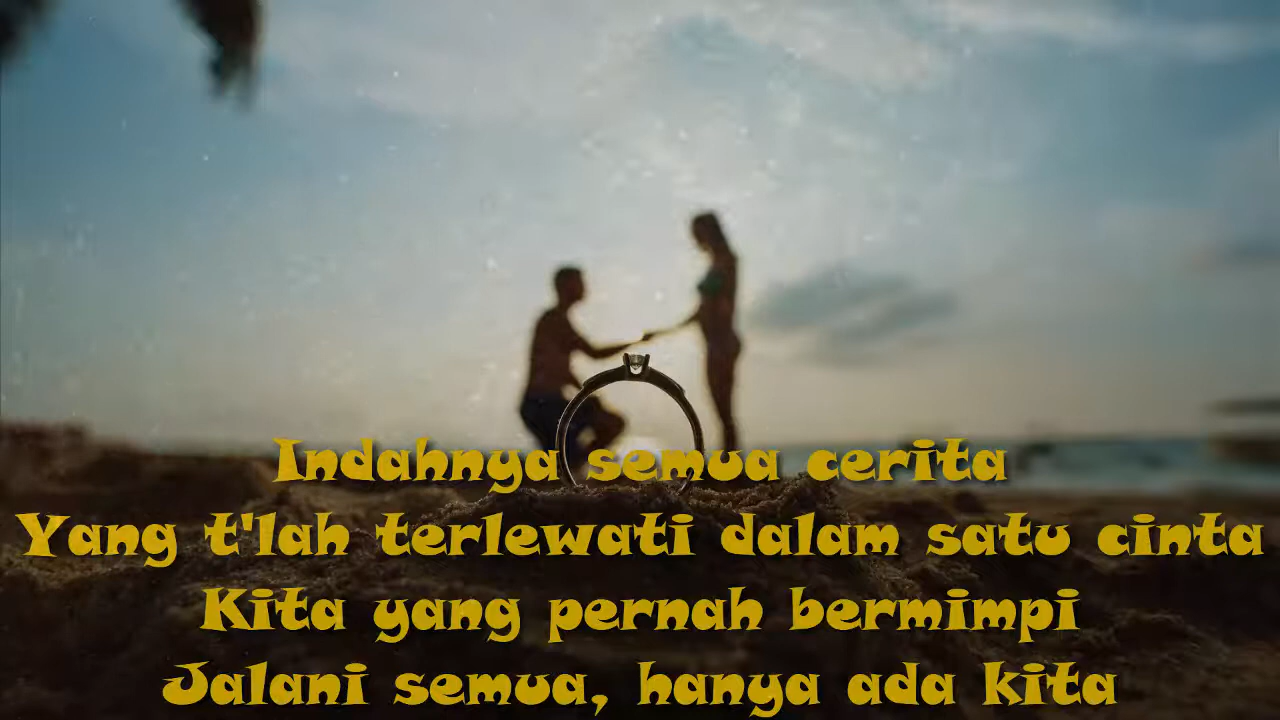 Indahnya semua cerita
Yang t'lah terlewati dalam satu cinta
Kita yang pernah bermimpi
Jalani semua, hanya ada kita